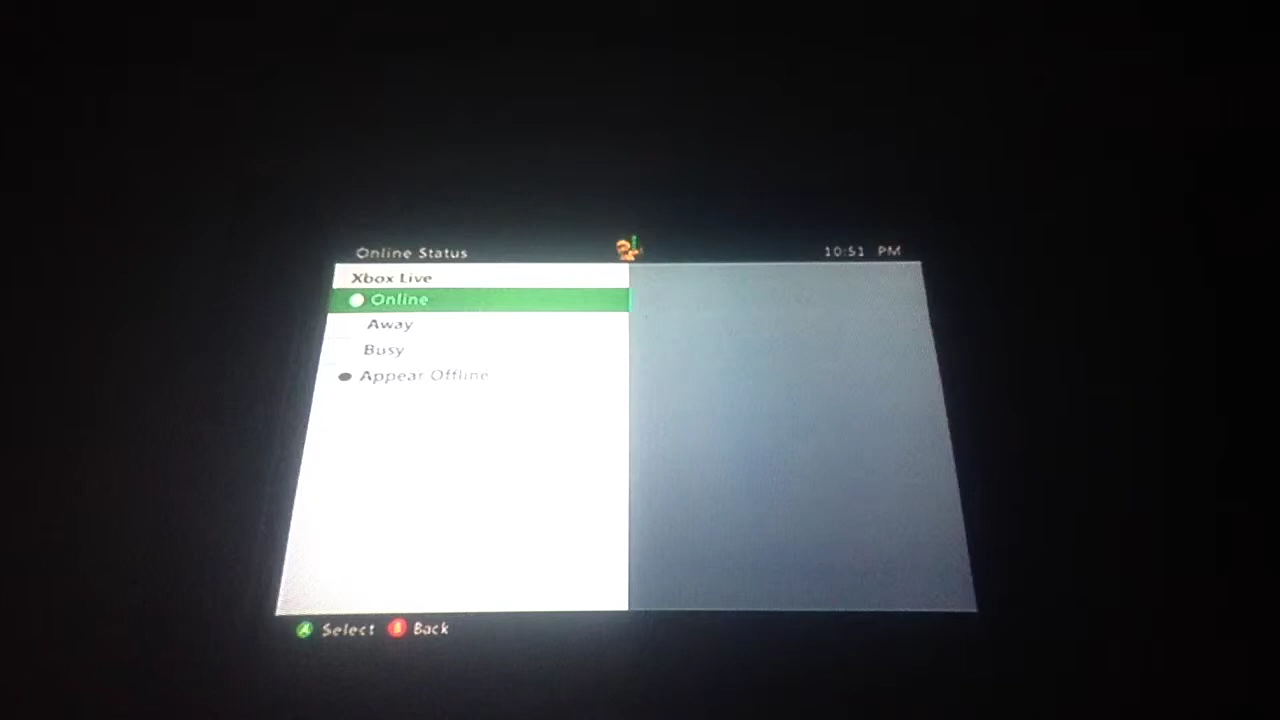 Online Status
10:51 PM
Xbox Live
Online
Away
Busy
Appear Offline
A Select B Back